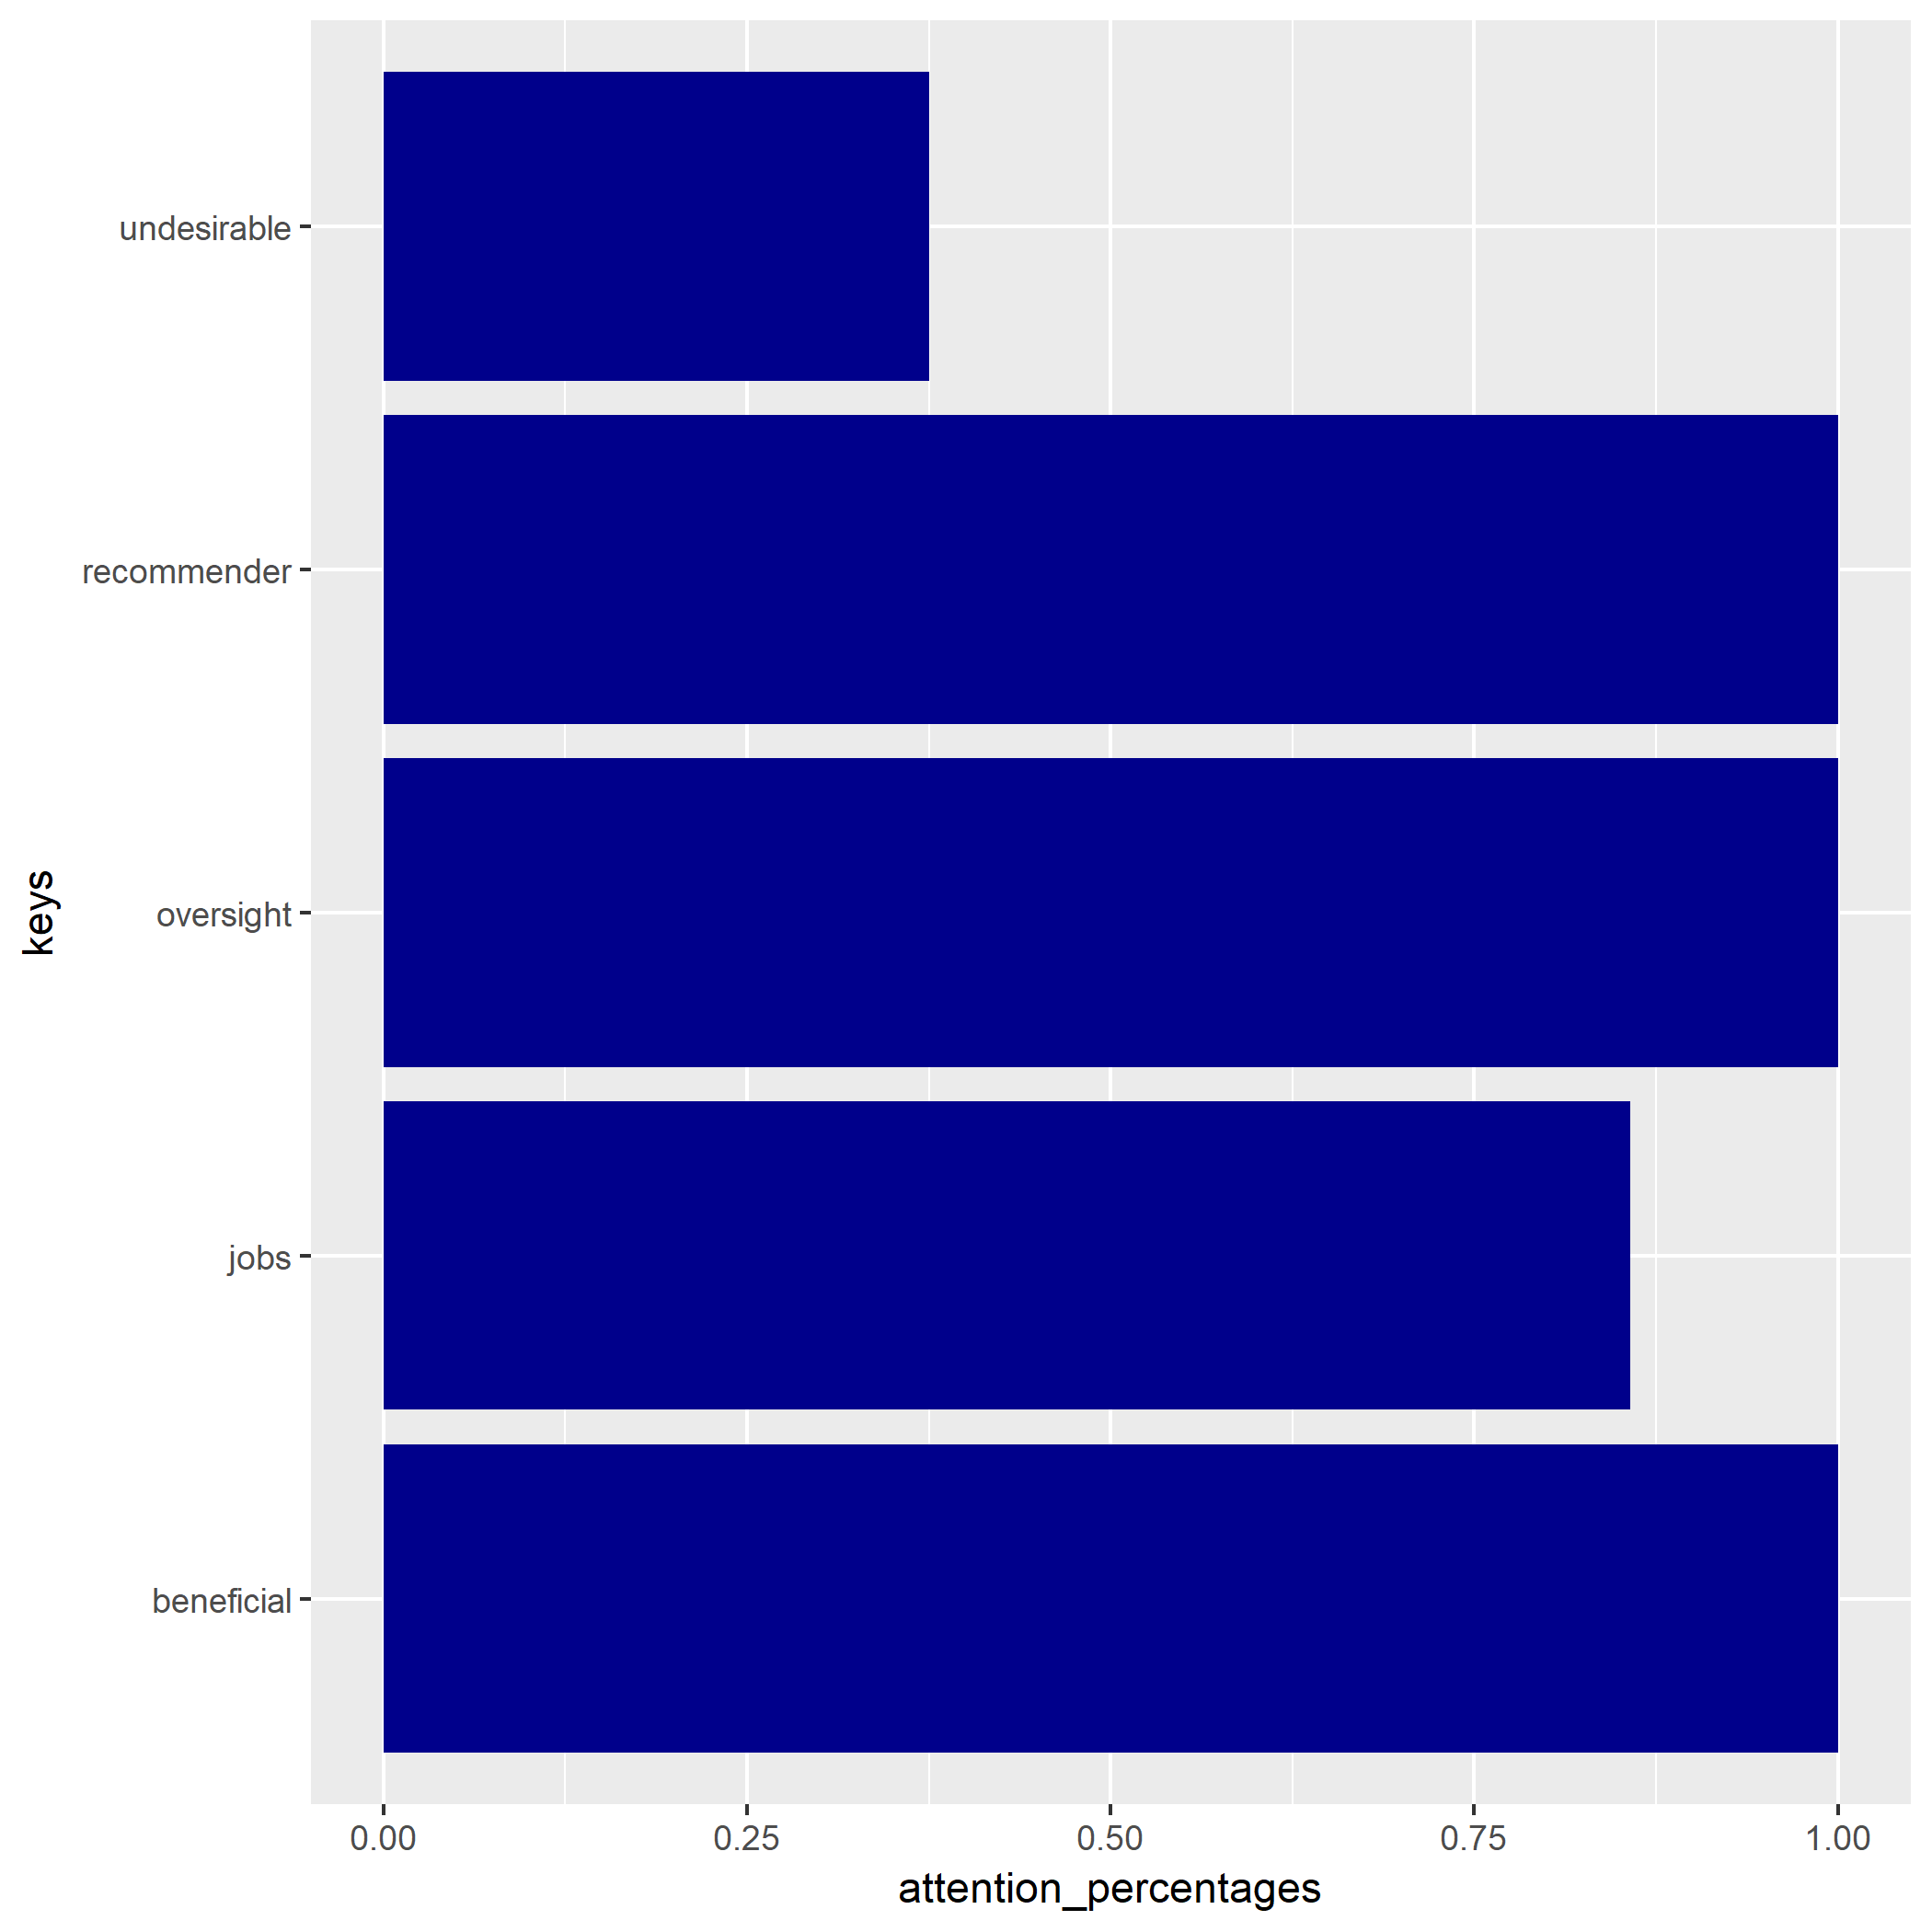 undesirable
recommender
oversight
jobs
beneficial
keys
0.00 0.25 0.50 0.75 1.00
attention_percentages